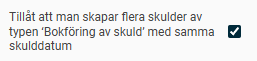 Tillåt att man skapar flera skulder av
typen 'Bokföring av skuld' med samma
skulddatum